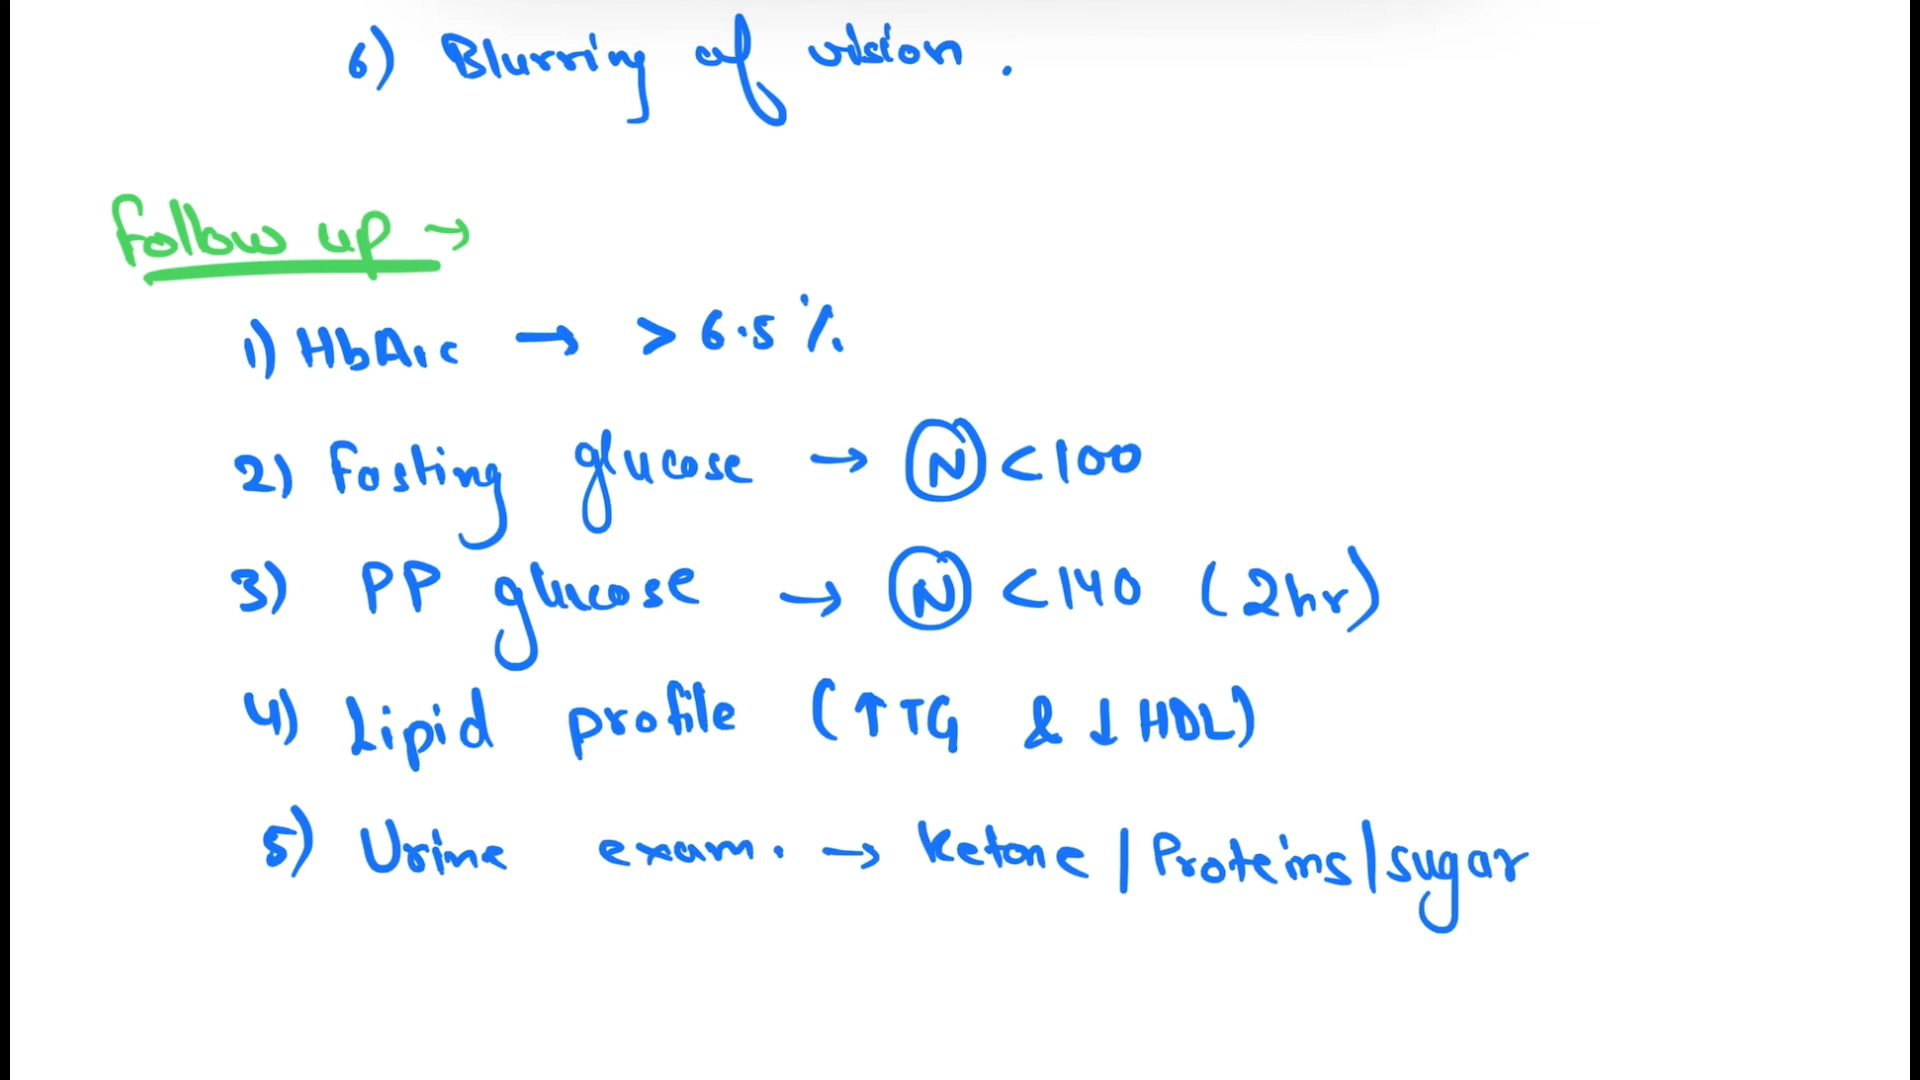 6) Blurring of vision.
Follow up →
1) HbA1c → > 6.5 %
2) Fasting glucose → N < 100
3) PP glucose → N < 140 (2hr)
4) Lipid profile (↑TG & ↓HDL)
5) Urine exam. → Ketone | Proteins | sugar